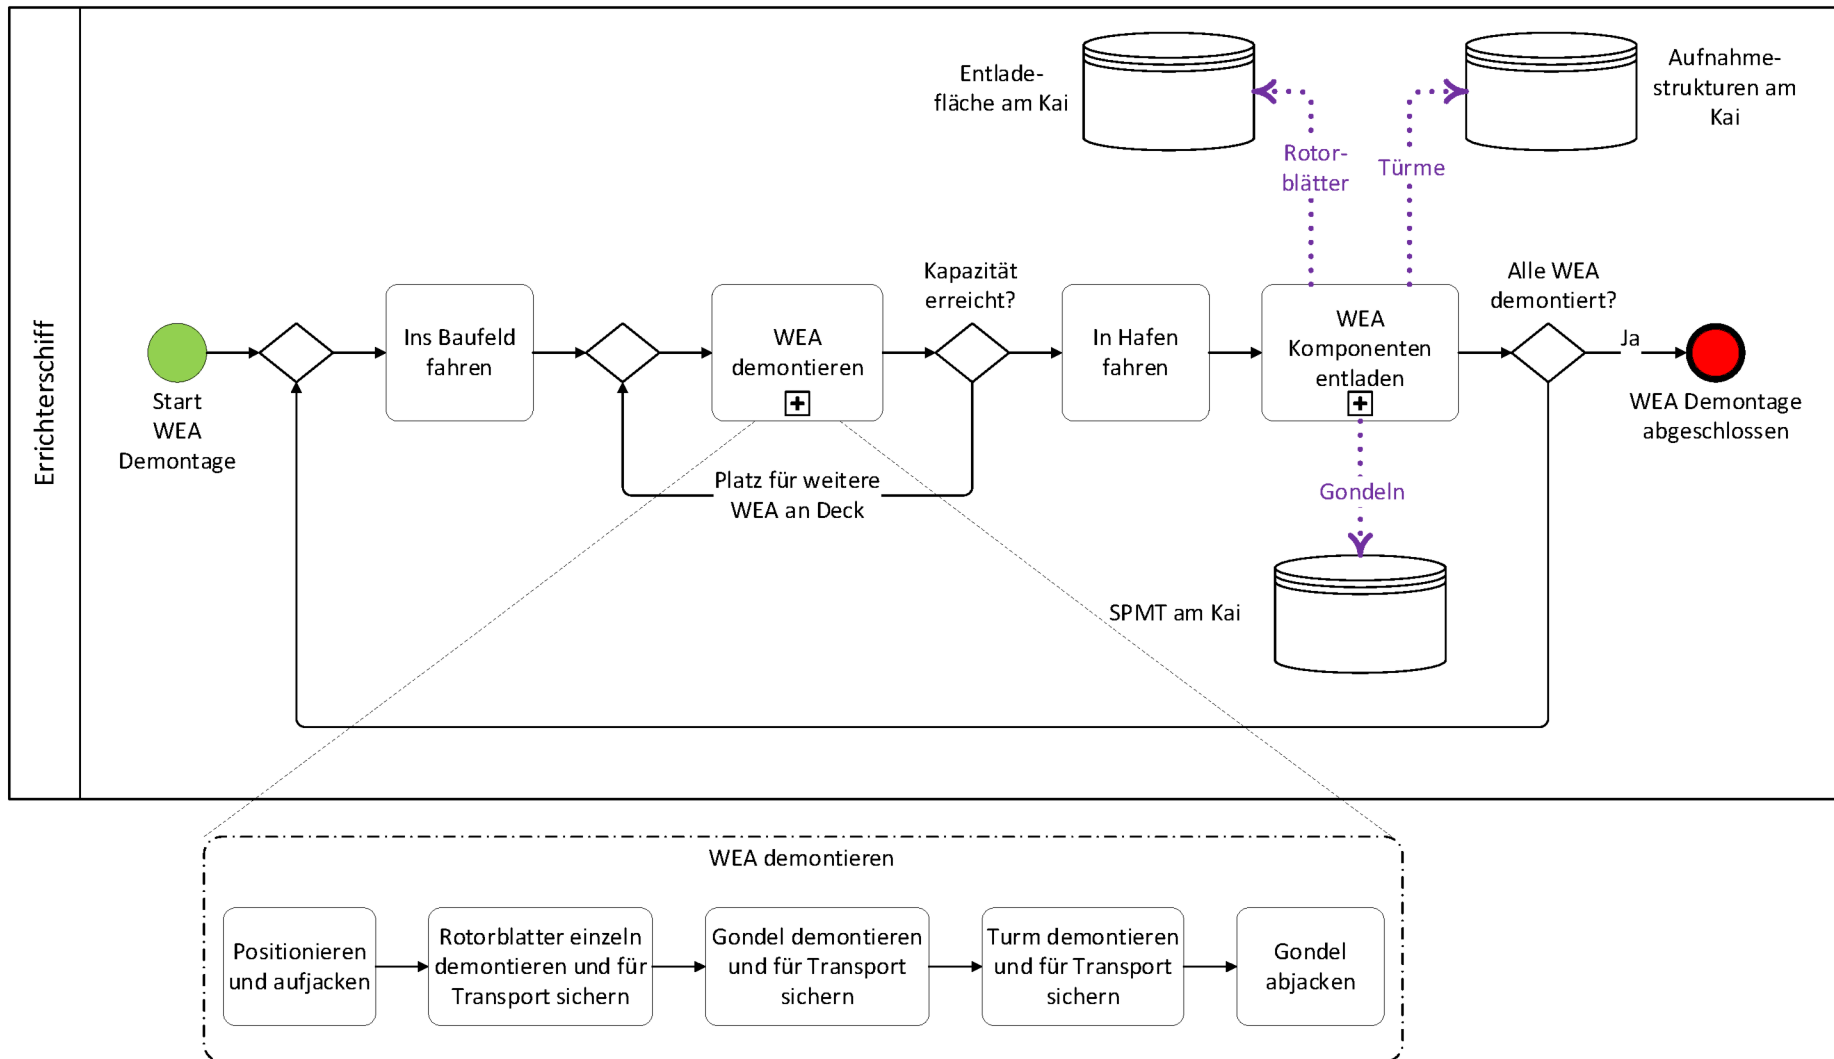 Errichterschiff
Entlade-
fläche am Kai
Aufnahme-
strukturen am
Kai
Rotor-
blätter
Türme
Start
WEA
Demontage
Ins Baufeld
fahren
WEA
demontieren
Kapazität
erreicht?
Platz für weitere
WEA an Deck
In Hafen
fahren
WEA
Komponenten
entladen
Alle WEA
demontiert?
Ja
WEA Demontage
abgeschlossen
Gondeln
SPMT am Kai
WEA demontieren
Positionieren
und aufjacken
Rotorblatter einzeln
demontieren und für
Transport sichern
Gondel demontieren
und für Transport
sichern
Turm demontieren
und für Transport
sichern
Gondel
abjacken